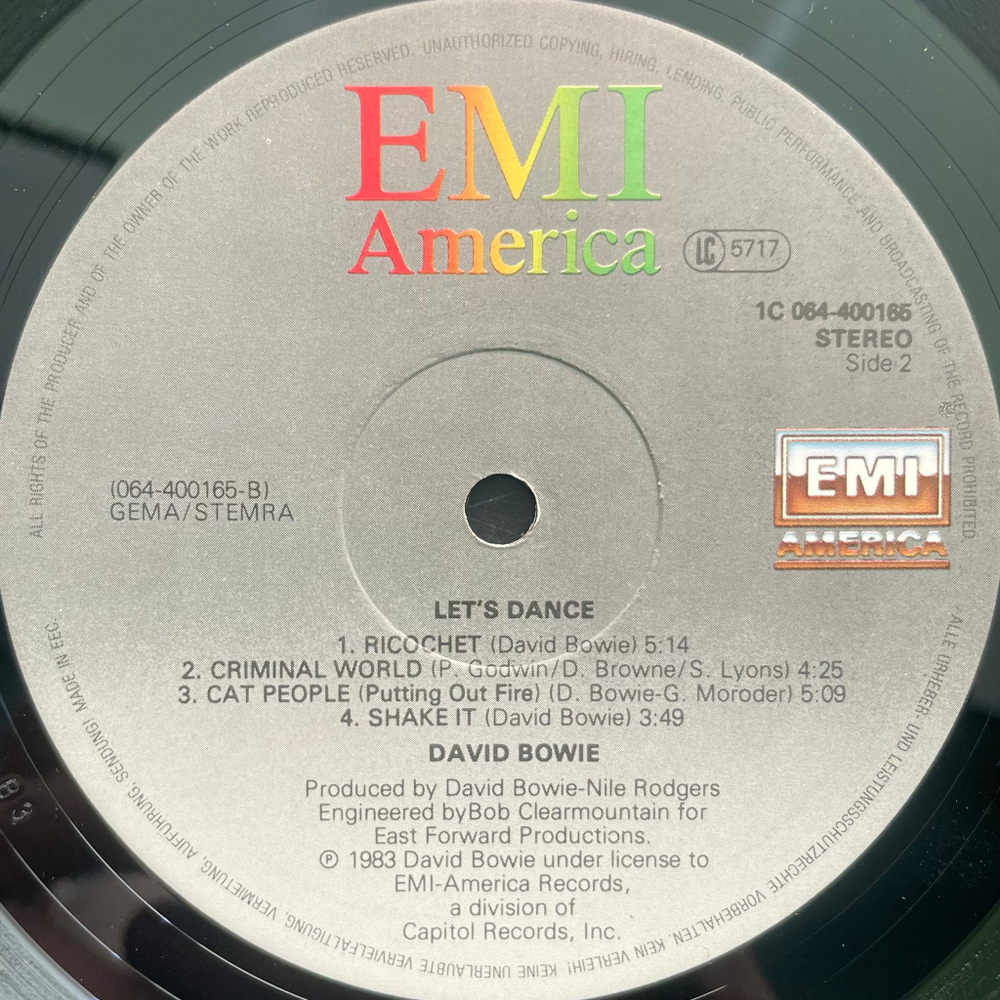 ALL RIGHTS OF THE PRODUCER AND OF THE OWNER OF THE WORK REPRODUCED RESERVED. UNAUTHORIZED COPYING, HIRING, LENDING, PUBLIC PERFORMANCE AND BROADCASTING OF THE RECORD PROHIBITED
EMI
America
LC 5717
1C 064-400165
STEREO
Side 2
EMI
AMERICA
(064-400165-B)
GEMA/STEMRA
LET'S DANCE
1. RICOCHET (David Bowie) 5:14
2. CRIMINAL WORLD (P. Godwin/D. Browne/S. Lyons) 4:25
3. CAT PEOPLE (Putting Out Fire) (D. Bowie-G. Moroder) 5:09
4. SHAKE IT (David Bowie) 3:49
DAVID BOWIE
Produced by David Bowie-Nile Rodgers
Engineered byBob Clearmountain for
East Forward Productions.
℗ 1983 David Bowie under license to
EMI-America Records,
a division of
Capitol Records, Inc.
ALLE URHEBER- UND LEISTUNGSSCHUTZRECHTE VORBEHALTEN. KEIN VERLEIH! KEINE UNERLAUBTE VERVIELFÄLTIGUNG, VERMIETUNG, AUFFÜHRUNG, SENDUNG! MADE IN EEC.